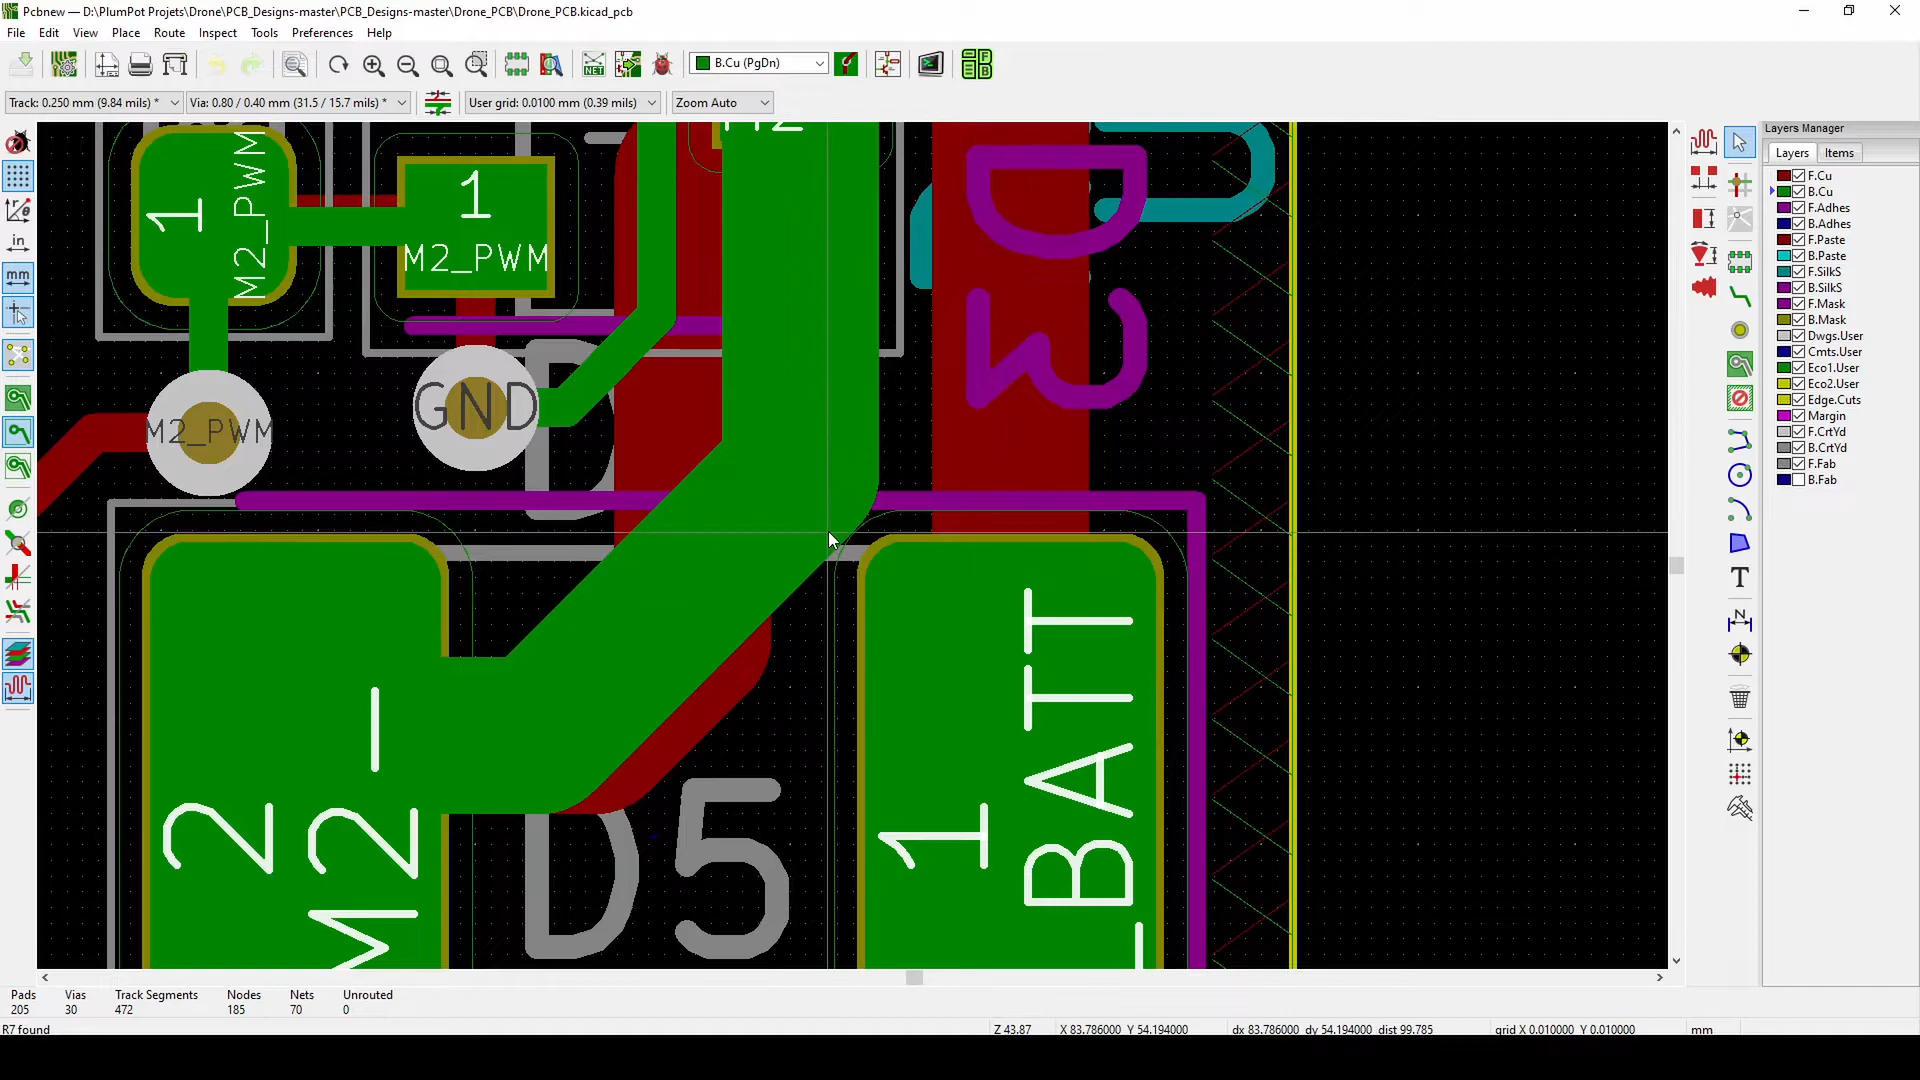 Pcbnew — D:\PlumPot Projets\Drone\PCB_Designs-master\PCB_Designs-master\Drone_PCB\Drone_PCB.kicad_pcb
File Edit View Place Route Inspect Tools Preferences Help
NET B.Cu (PgDn)
Track: 0.250 mm (9.84 mils) * Via: 0.80 / 0.40 mm (31.5 / 15.7 mils) * User grid: 0.0100 mm (0.39 mils) Zoom Auto
in
mm
1
M2_PWM
1
M2_PWM
M2_PWM
GND
D
D
3
2
M2_
D5
1
_BATT
T
N
Layers Manager
Layers Items
F.Cu
B.Cu
F.Adhes
B.Adhes
F.Paste
B.Paste
F.SilkS
B.SilkS
F.Mask
B.Mask
Dwgs.User
Cmts.User
Eco1.User
Eco2.User
Edge.Cuts
Margin
F.CrtYd
B.CrtYd
F.Fab
B.Fab
Pads Vias Track Segments Nodes Nets Unrouted
205 30 472 185 70 0
R7 found Z 43.87 X 83.786000 Y 54.194000 dx 83.786000 dy 54.194000 dist 99.785 grid X 0.010000 Y 0.010000 mm